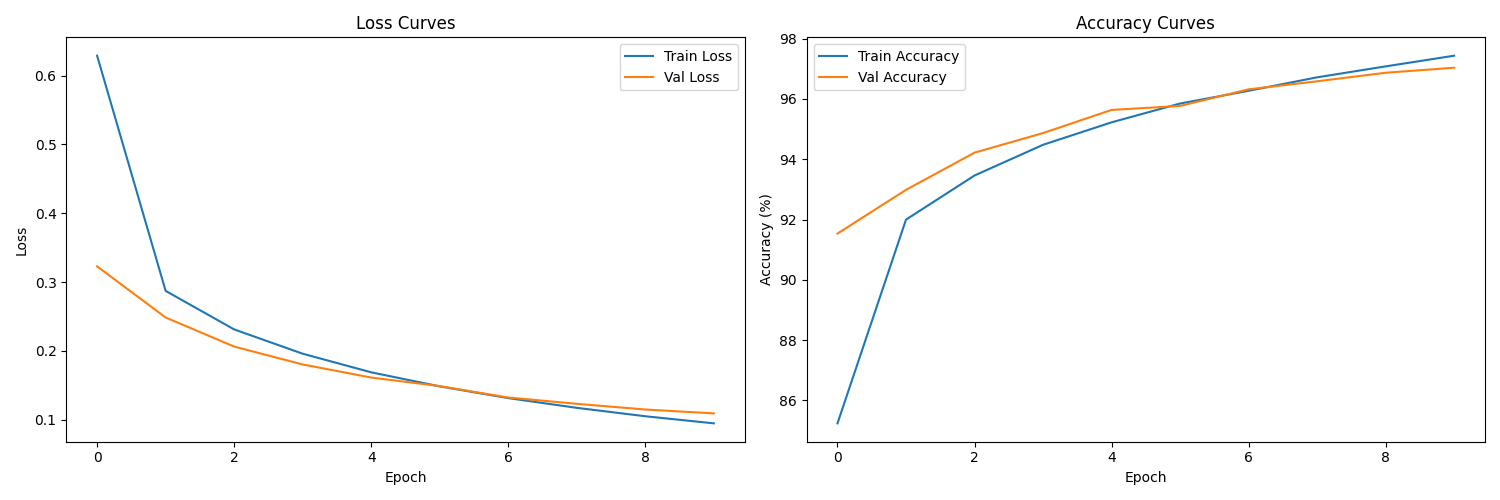 Loss Curves
Train Loss
Val Loss
0.6
0.5
0.4
0.3
0.2
0.1
Loss
0 2 4 6 8
Epoch
Accuracy Curves
Train Accuracy
Val Accuracy
98
96
94
92
90
88
86
Accuracy (%)
0 2 4 6 8
Epoch